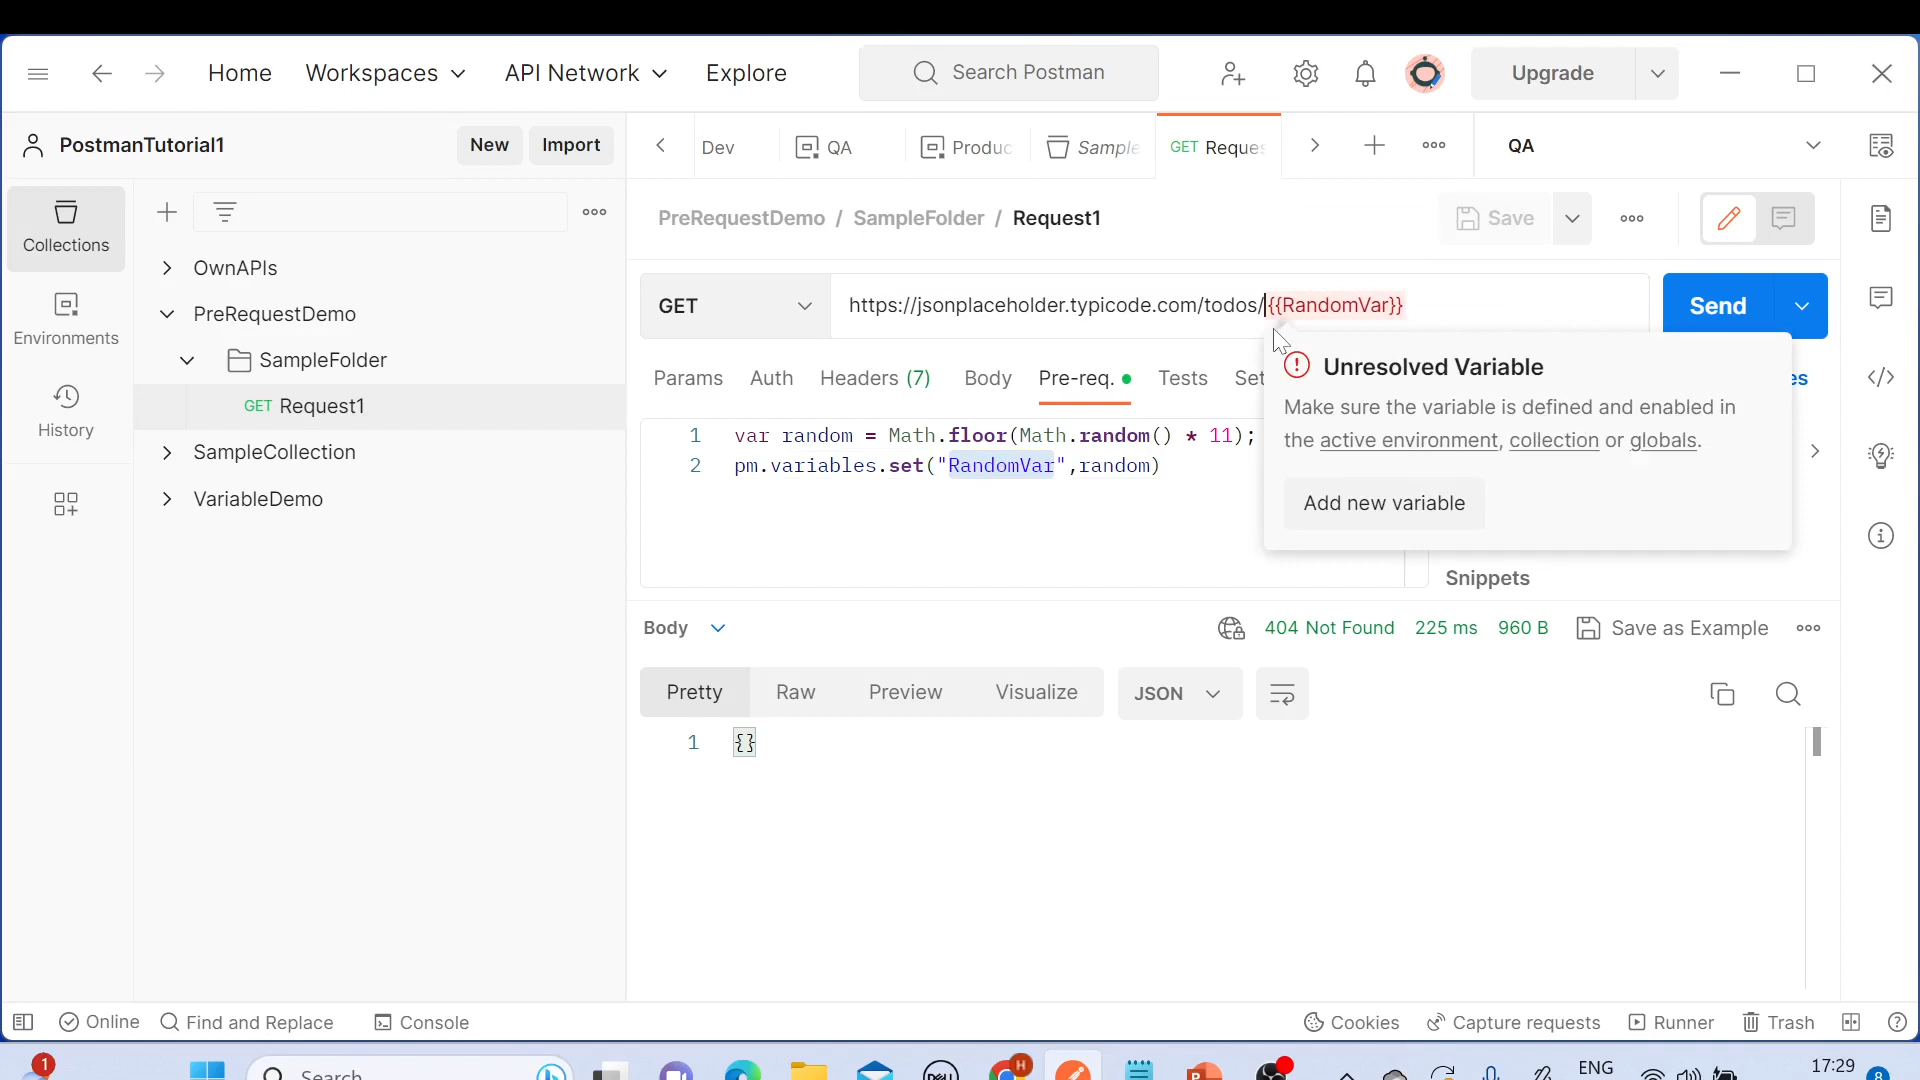 Home Workspaces API Network Explore Search Postman Upgrade
PostmanTutorial1 New Import
Dev QA Produc Sample GET Reques QA
PreRequestDemo / SampleFolder / Request1 Save
Collections
Environments
History
OwnAPIs
PreRequestDemo
SampleFolder
GET Request1
SampleCollection
VariableDemo
GET https://jsonplaceholder.typicode.com/todos/{{RandomVar}} Send
Params Auth Headers (7) Body Pre-req. Tests Set es
1 var random = Math.floor(Math.random() * 11);
2 pm.variables.set("RandomVar",random)
Unresolved Variable
Make sure the variable is defined and enabled in
the active environment, collection or globals.
Add new variable
Snippets
Body 404 Not Found 225 ms 960 B Save as Example
Pretty Raw Preview Visualize JSON
1 {}
Online Find and Replace Console Cookies Capture requests Runner Trash
1 Search DELL H P ENG 17:29 8